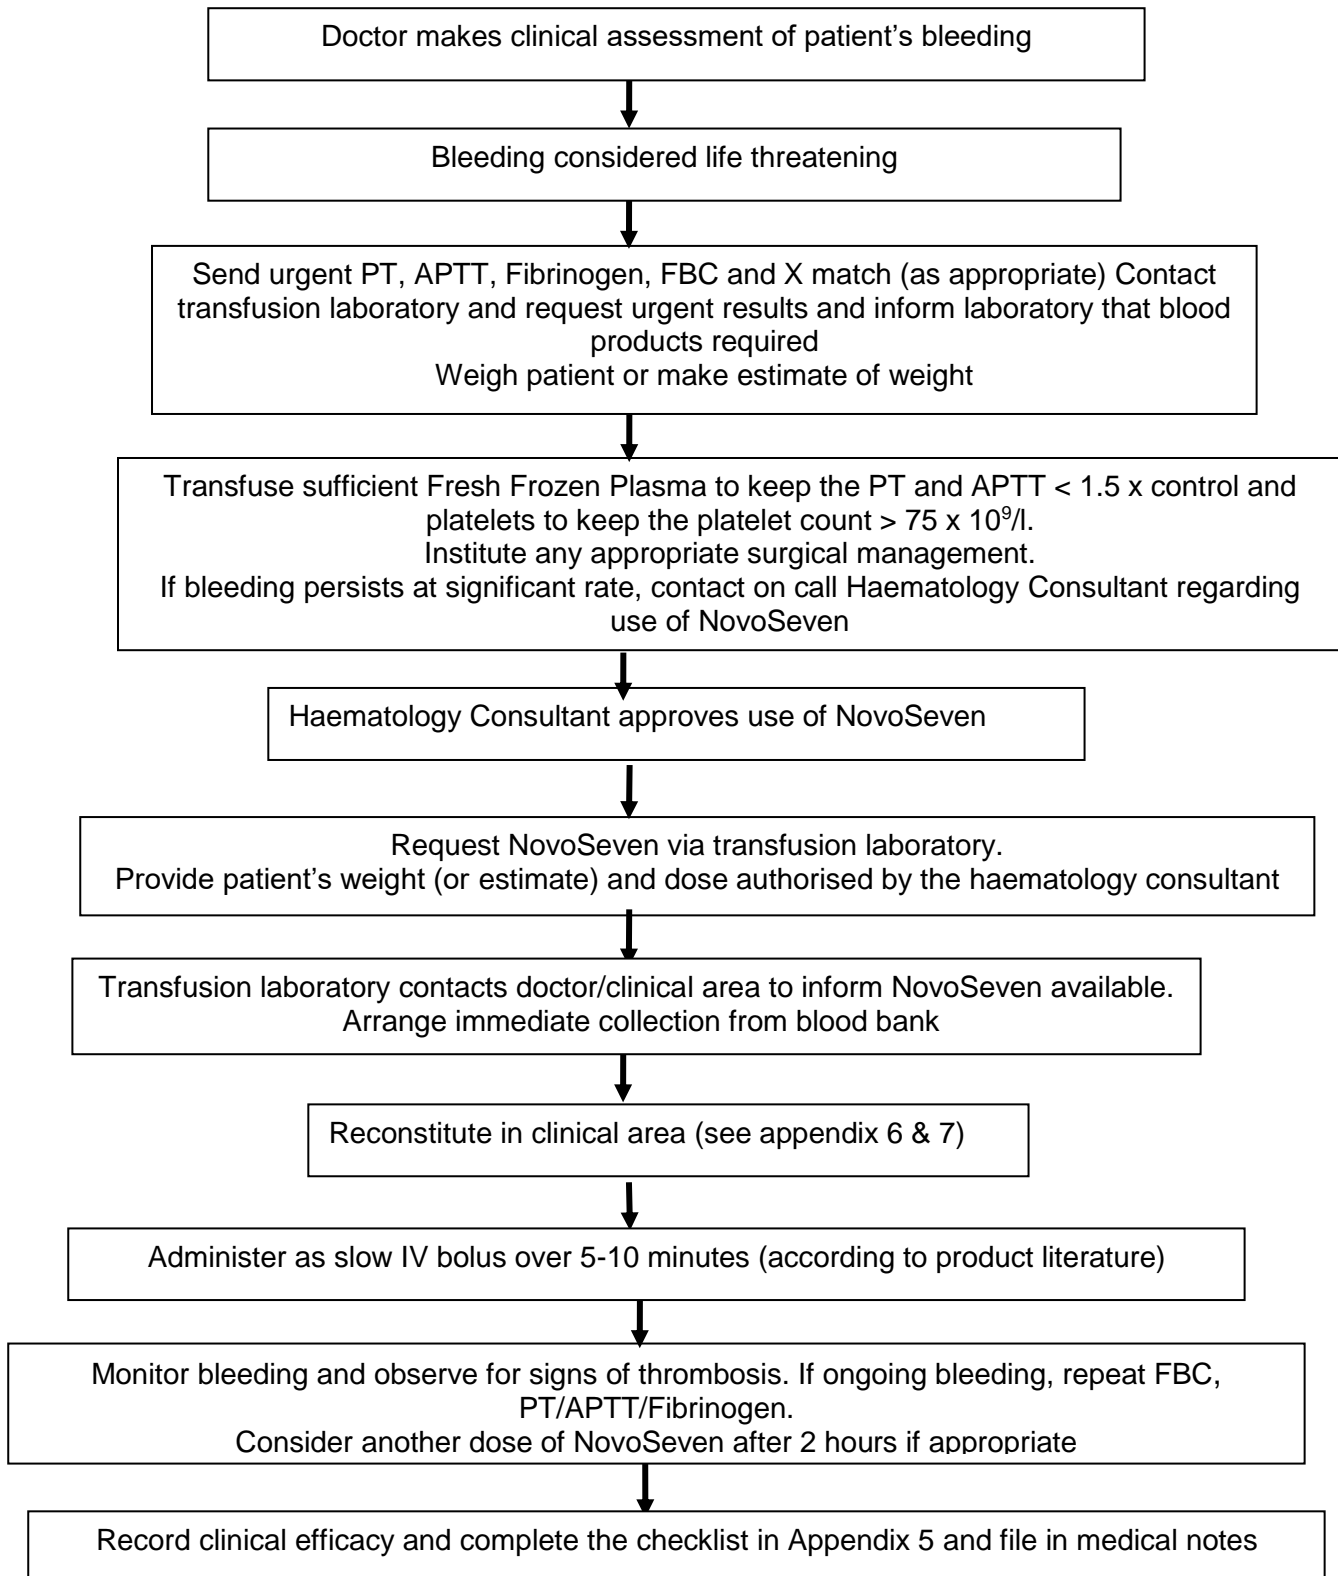 Doctor makes clinical assessment of patient's bleeding
Bleeding considered life threatening
Send urgent PT, APTT, Fibrinogen, FBC and X match (as appropriate) Contact
transfusion laboratory and request urgent results and inform laboratory that blood
products required
Weigh patient or make estimate of weight
Transfuse sufficient Fresh Frozen Plasma to keep the PT and APTT < 1.5 x control and
platelets to keep the platelet count > 75 x 10⁹/l.
Institute any appropriate surgical management.
If bleeding persists at significant rate, contact on call Haematology Consultant regarding
use of NovoSeven
Haematology Consultant approves use of NovoSeven
Request NovoSeven via transfusion laboratory.
Provide patient's weight (or estimate) and dose authorised by the haematology consultant
Transfusion laboratory contacts doctor/clinical area to inform NovoSeven available.
Arrange immediate collection from blood bank
Reconstitute in clinical area (see appendix 6 & 7)
Administer as slow IV bolus over 5-10 minutes (according to product literature)
Monitor bleeding and observe for signs of thrombosis. If ongoing bleeding, repeat FBC,
PT/APTT/Fibrinogen.
Consider another dose of NovoSeven after 2 hours if appropriate
Record clinical efficacy and complete the checklist in Appendix 5 and file in medical notes